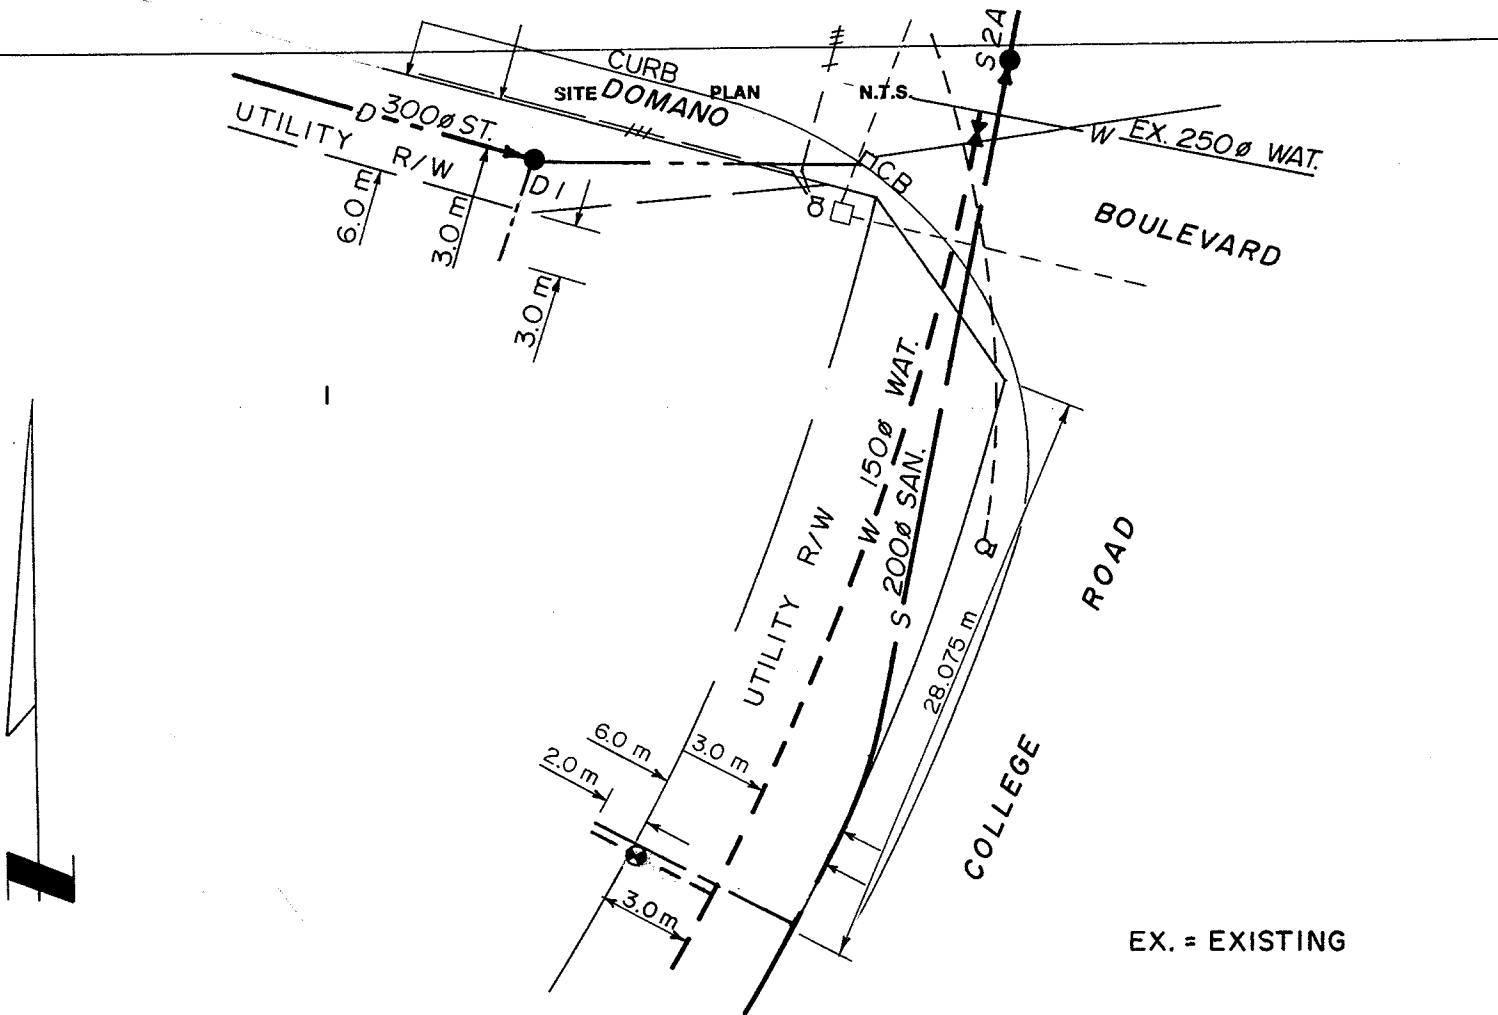 S 2A
CURB
SITE PLAN N.T.S.
DOMANO
D 300ø ST.
UTILITY R/W
W EX. 250ø WAT.
CB
D1
BOULEVARD
6.0 m
3.0 m
3.0 m
W 150ø WAT.
S 200ø SAN.
UTILITY R/W
ROAD
28.075 m
COLLEGE
6.0 m
3.0 m
2.0 m
3.0 m
EX. = EXISTING